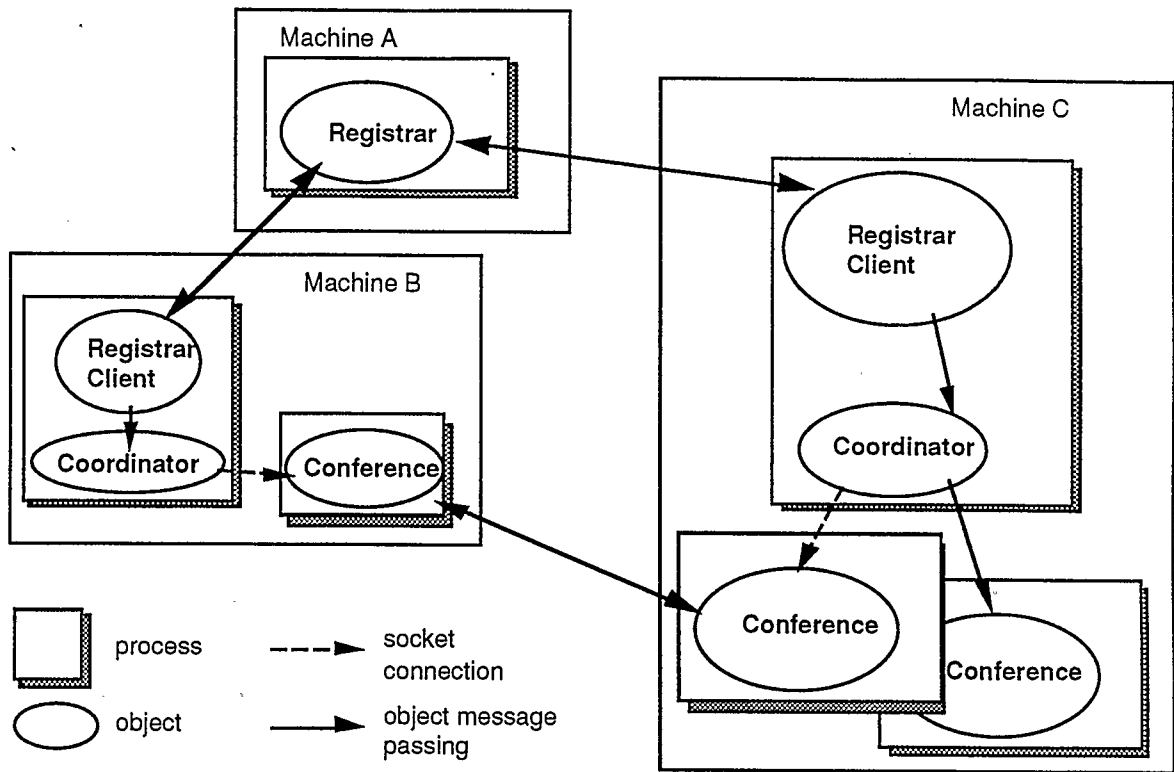 Machine A
Registrar
Machine C
Registrar
Client
Machine B
Registrar
Client
Coordinator
Conference
Coordinator
Conference
Conference
process
socket
connection
object
object message
passing